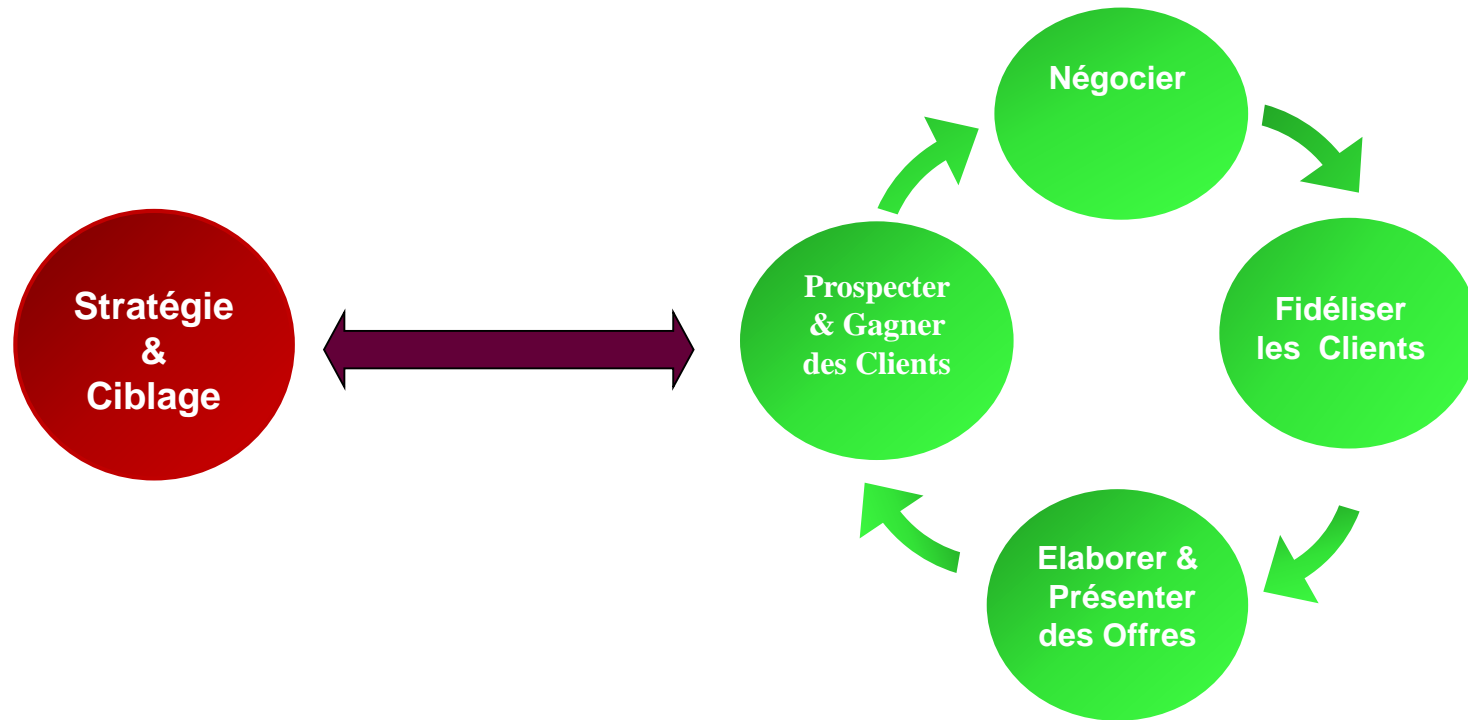 Stratégie
&
Ciblage
Prospecter
& Gagner
des Clients
Négocier
Fidéliser
les Clients
Elaborer &
Présenter
des Offres